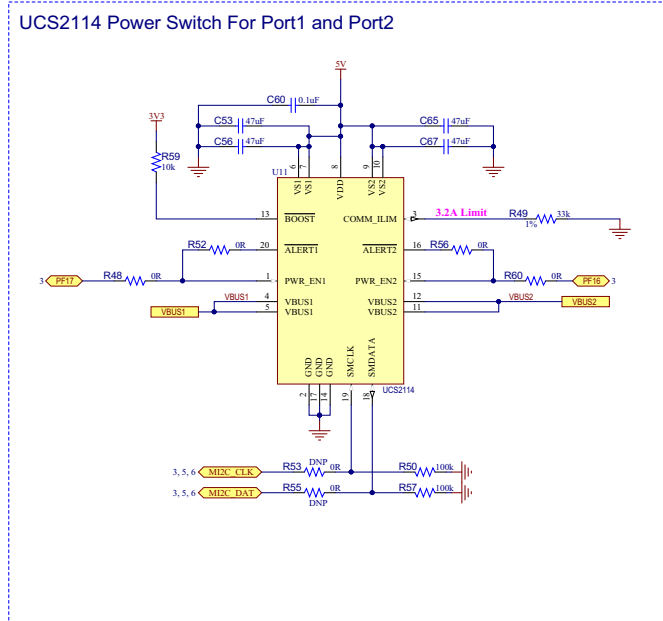 UCS2114 Power Switch For Port1 and Port2
5V
C60 0.1uF
3V3
C53 47uF
C65 47uF
C56 47uF
C67 47uF
R59
10k
U11
6 7 8 9 10
VS1 VS1 VDD VS2 VS2
13 BOOST COMM_ILIM 3 3.2A Limit R49 33k
1%
R52 0R 20 ALERT1 ALERT2 16 R56 0R
3 PF17 R48 0R 1 PWR_EN1 PWR_EN2 15 R60 0R PF16 3
VBUS1 4 VBUS1 VBUS2 12 VBUS2
VBUS1 5 VBUS1 VBUS2 11 VBUS2
GND GND GND SMCLK SMDATA
2 17 14 19 18 UCS2114
DNP
3, 5, 6 MI2C_CLK R53 0R R50 100k
3, 5, 6 MI2C_DAT R55 0R R57 100k
DNP